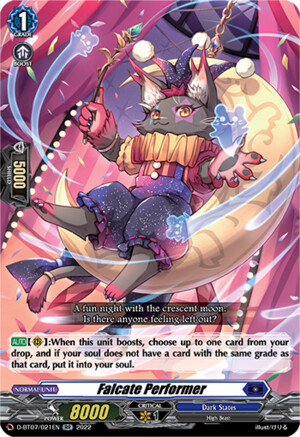 1
GRADE
BOOST
5000
SHIELD
A fun night with the crescent moon
Is there anyone feeling left out?
AUTO[R]:When this unit boosts, choose up to one card from your
drop, and if your soul does not have a card with the same grade as
that card, put it into your soul.
NORMAL UNIT
Falcate Performer
POWER 8000
CRITICAL
1
Dark States
High Beast
D-BT07/021EN RR 2022